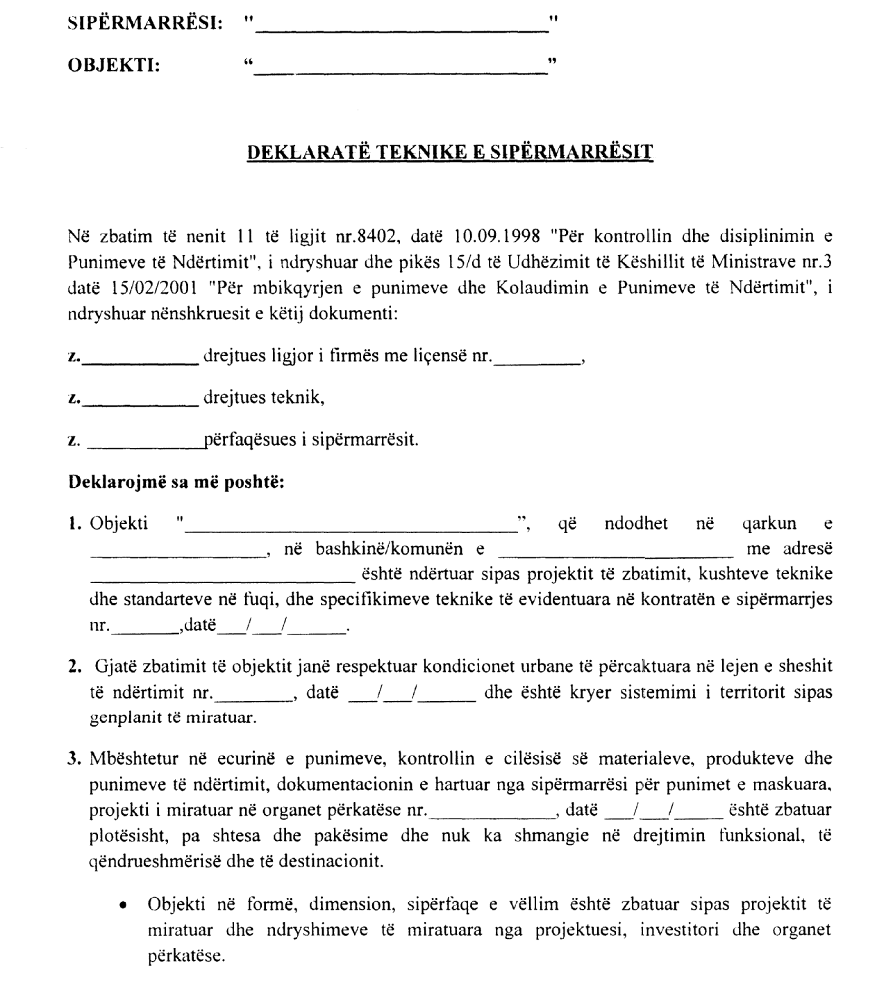 SIPËRMARRËSI: "______________________________"
OBJEKTI: “______________________________”
DEKLARATË TEKNIKE E SIPËRMARRËSIT
Në zbatim të nenit 11 të ligjit nr.8402, datë 10.09.1998 "Për kontrollin dhe disiplinimin e
Punimeve të Ndërtimit", i ndryshuar dhe pikës 15/d të Udhëzimit të Këshillit të Ministrave nr.3
datë 15/02/2001 "Për mbikqyrjen e punimeve dhe Kolaudimin e Punimeve të Ndërtimit", i
ndryshuar nënshkruesit e këtij dokumenti:
z.____________ drejtues ligjor i firmës me liçensë nr._________,
z.____________ drejtues teknik,
z. ____________përfaqësues i sipërmarrësit.
Deklarojmë sa më poshtë:
1. Objekti "__________________________________”, që ndodhet në qarkun e
__________________, në bashkinë/komunën e ________________________ me adresë
___________________________ është ndërtuar sipas projektit të zbatimit, kushteve teknike
dhe standarteve në fuqi, dhe specifikimeve teknike të evidentuara në kontratën e sipërmarrjes
nr._______,datë___/___/______.
2. Gjatë zbatimit të objektit janë respektuar kondicionet urbane të përcaktuara në lejen e sheshit
të ndërtimit nr.________, datë ___/___/______ dhe është kryer sistemimi i territorit sipas
genplanit të miratuar.
3. Mbështetur në ecurinë e punimeve, kontrollin e cilësisë së materialeve, produkteve dhe
punimeve të ndërtimit, dokumentacionin e hartuar nga sipërmarrësi për punimet e maskuara,
projekti i miratuar në organet përkatëse nr._____________, datë ___/___/_____ është zbatuar
plotësisht, pa shtesa dhe pakësime dhe nuk ka shmangie në drejtimin funksional, të
qëndrueshmërisë dhe të destinacionit.
• Objekti në formë, dimension, sipërfaqe e vëllim është zbatuar sipas projektit të
miratuar dhe ndryshimeve të miratuara nga projektuesi, investitori dhe organet
përkatëse.